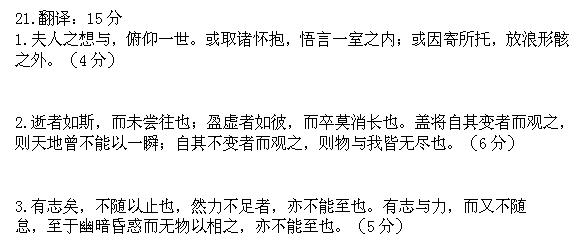 21.翻译：15 分
1.夫人之想与，俯仰一世。或取诸怀抱，悟言一室之内；或因寄所托，放浪形骸
之外。（4 分）
2.逝者如斯，而未尝往也；盈虚者如彼，而卒莫消长也。盖将自其变者而观之，
则天地曾不能以一瞬；自其不变者而观之，则物与我皆无尽也。（6 分）
3.有志矣，不随以止也，然力不足者，亦不能至也。有志与力，而又不随
怠，至于幽暗昏惑而无物以相之，亦不能至也。（5 分）